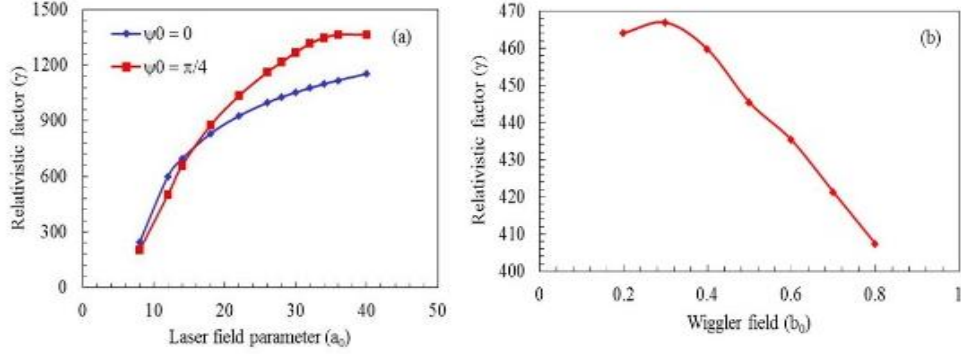 (a)
ψ0 = 0
ψ0 = π/4
Relativistic factor (γ)
1500
1200
900
600
300
0
0 10 20 30 40 50
Laser field parameter (a₀)
(b)
Relativistic factor (γ)
470
460
450
440
430
420
410
400
0 0.2 0.4 0.6 0.8 1
Wiggler field (b₀)